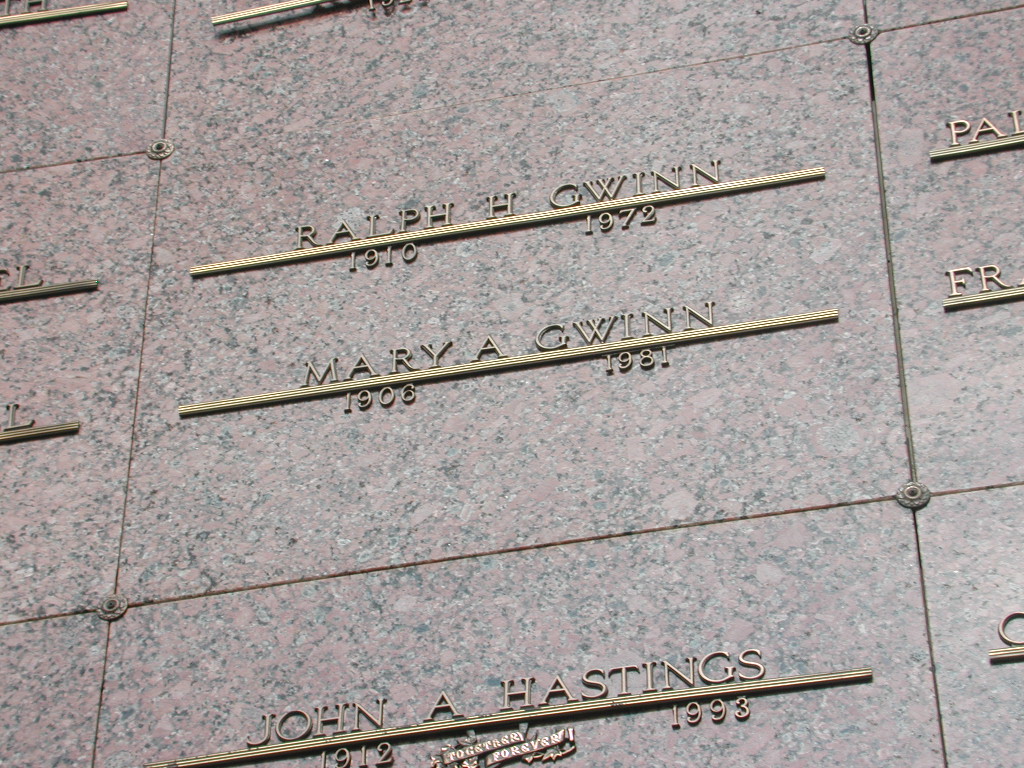 RALPH H GWINN
1910 1972
MARY A GWINN
1906 1981
JOHN A HASTINGS
1912 1993
TOGETHER
FOREVER